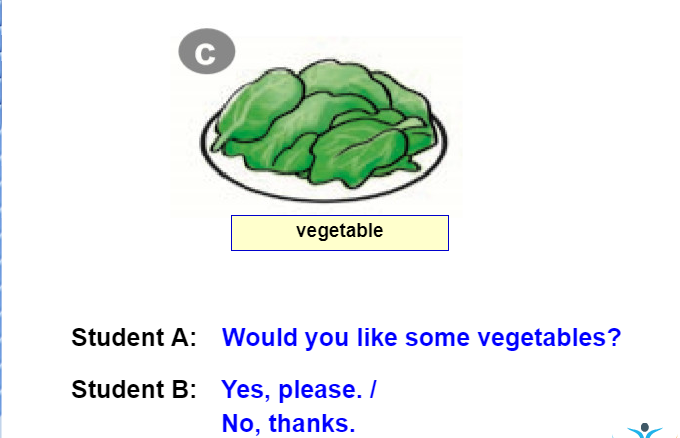 C
vegetable
Student A: Would you like some vegetables?
Student B: Yes, please. /
No, thanks.